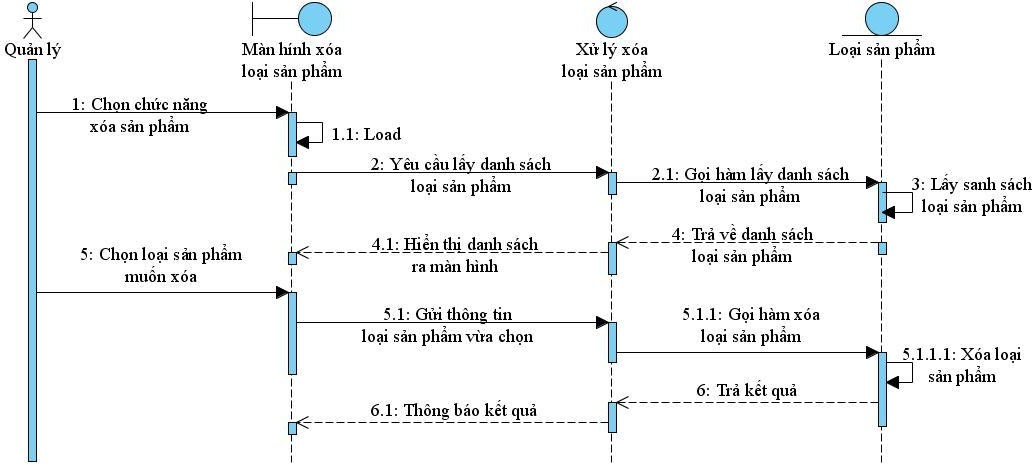 Quản lý
Màn hình xóa
loại sản phẩm
Xử lý xóa
loại sản phẩm
Loại sản phẩm
1: Chọn chức năng
xóa sản phẩm
1.1: Load
2: Yêu cầu lấy danh sách
loại sản phẩm
2.1: Gọi hàm lấy danh sách
loại sản phẩm
3: Lấy sanh sách
loại sản phẩm
4: Trả về danh sách
loại sản phẩm
4.1: Hiển thị danh sách
ra màn hình
5: Chọn loại sản phẩm
muốn xóa
5.1: Gửi thông tin
loại sản phẩm vừa chọn
5.1.1: Gọi hàm xóa
loại sản phẩm
5.1.1.1: Xóa loại
sản phẩm
6: Trả kết quả
6.1: Thông báo kết quả